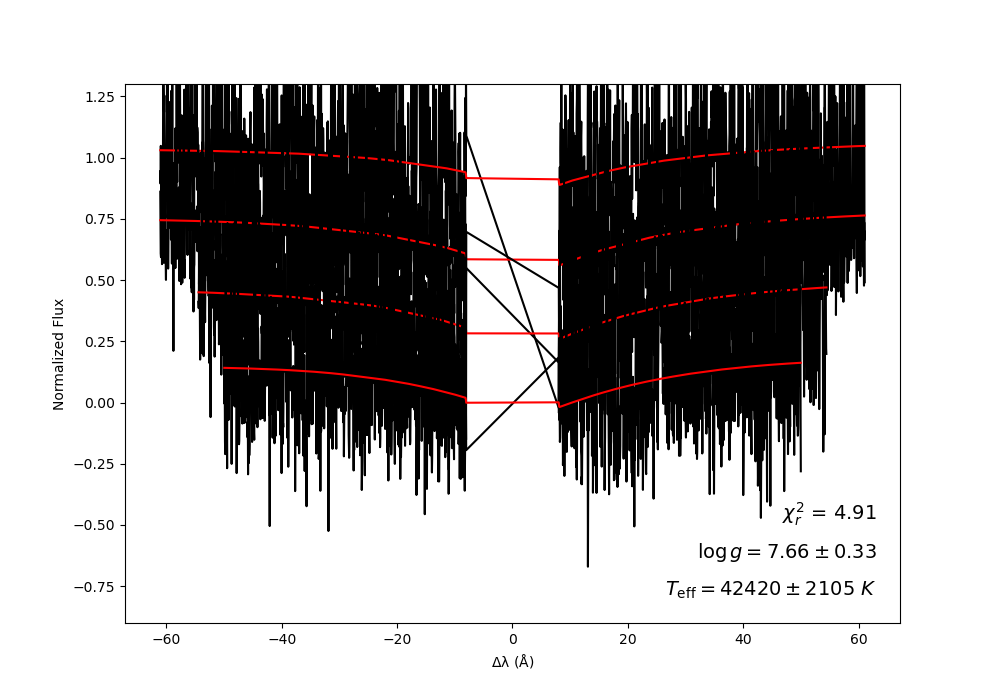 1.25
1.00
0.75
0.50
0.25
0.00
−0.25
−0.50
−0.75
Normalized Flux
χ²ᵣ = 4.91
log g = 7.66 ± 0.33
T_eff = 42420 ± 2105 K
−60 −40 −20 0 20 40 60
Δλ (Å)